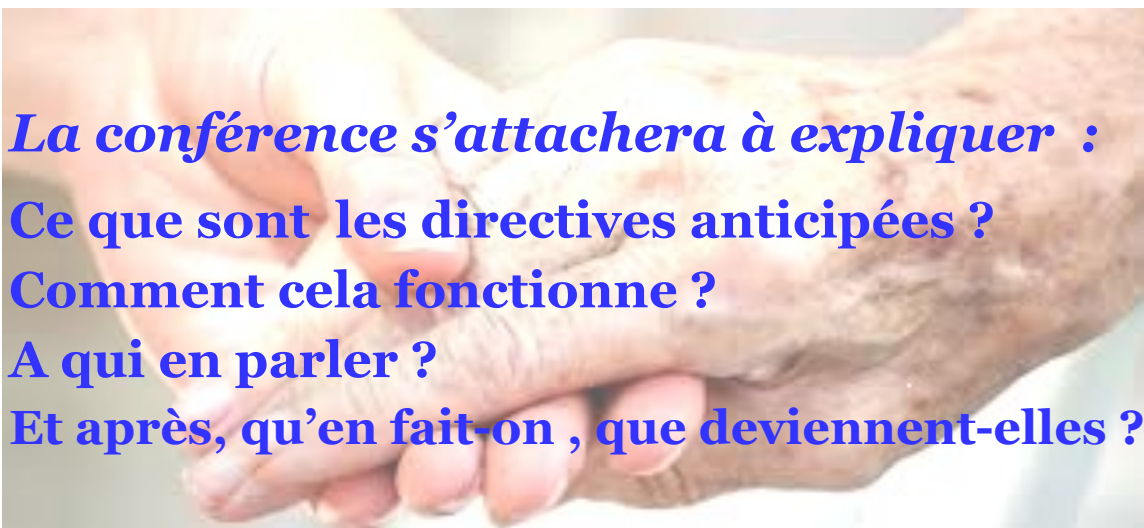 La conférence s’attachera à expliquer :
Ce que sont les directives anticipées ?
Comment cela fonctionne ?
A qui en parler ?
Et après, qu’en fait-on , que deviennent-elles ?